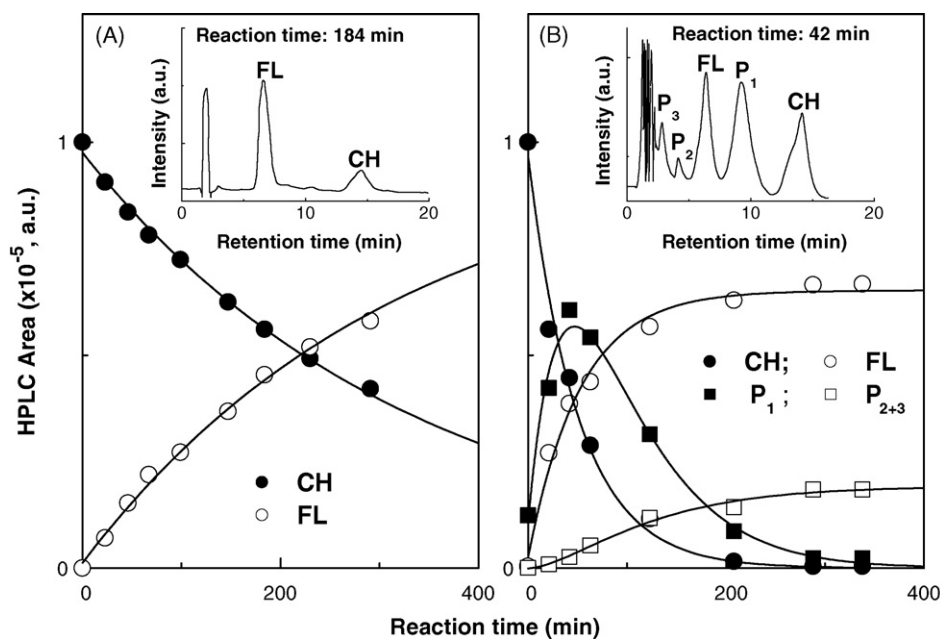 (A)
Reaction time: 184 min
FL
CH
Intensity (a.u.)
0 10 20
Retention time (min)
CH
FL
(B)
Reaction time: 42 min
P3
P2
FL
P1
CH
Intensity (a.u.)
0 10 20
Retention time (min)
CH; FL
P1 ; P2+3
HPLC Area (x10-5, a.u.)
1
0
0 200 400
0 100 200 300 400
Reaction time (min)